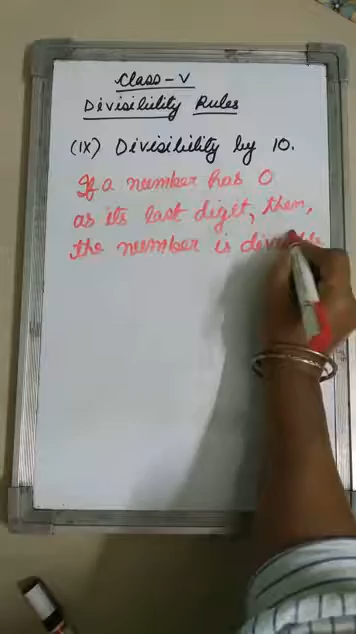 Class-V
Divisibility Rules
(IX) Divisibility by 10.
If a number has 0
as its last digit, then,
the number is